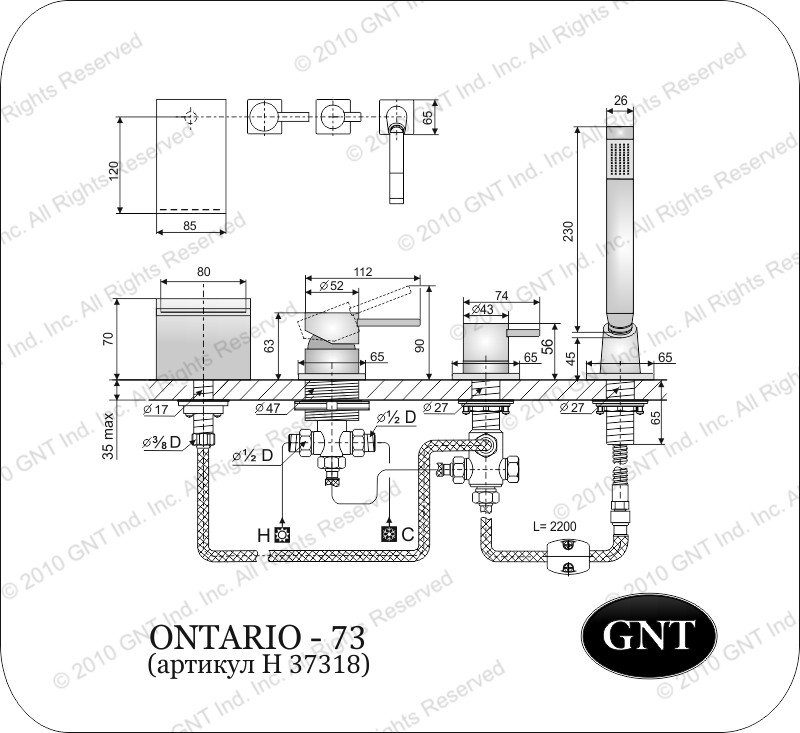 © 2010 GNT Ind. Inc. All Rights Reserved
26
65
120
85
230
80
112
⌀52
74
⌀43
70
63
65
90
65
56
45
65
⌀17
⌀47
⌀27
⌀27
35 max
⌀3/8 D
⌀1/2 D
⌀1/2 D
65
H
C
L= 2200
ONTARIO - 73
(артикул H 37318)
GNT